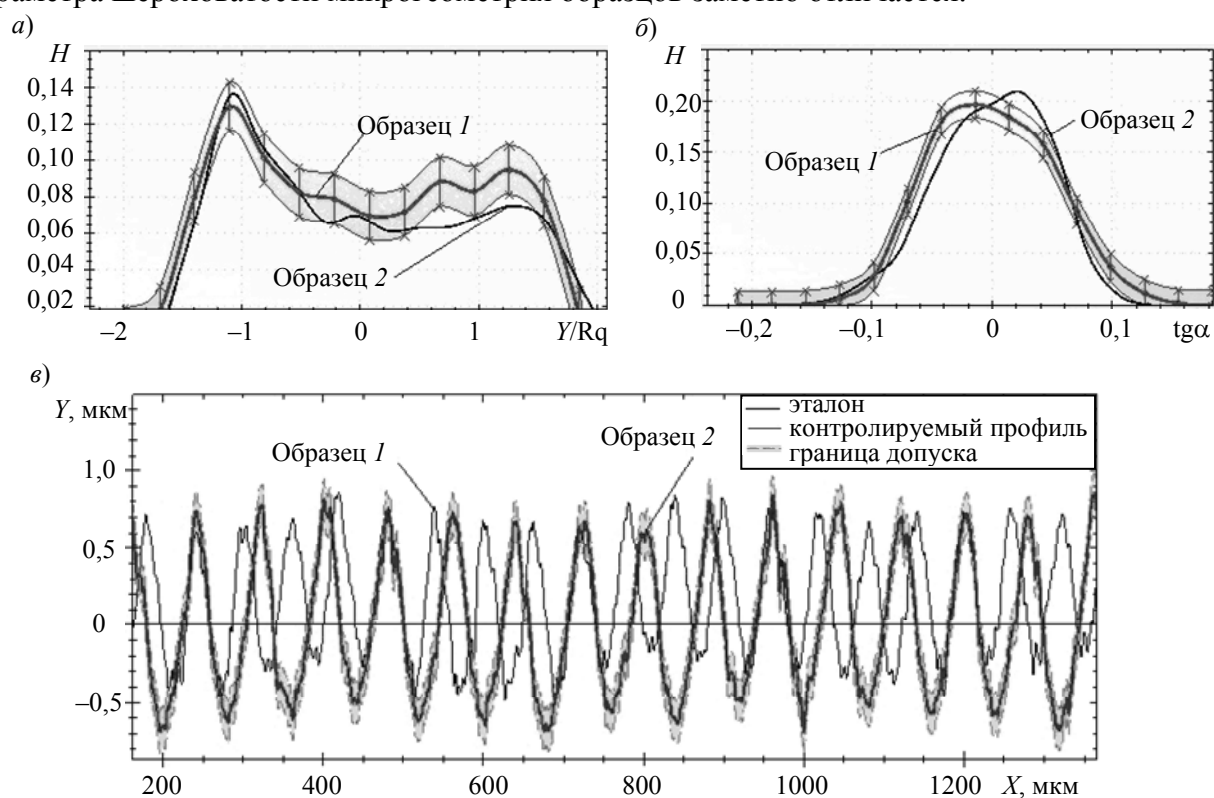 раметра шероховатости микрогеометрия образцов заметно отличается.
а)
б)
H
0,14
0,12
0,10
0,08
0,06
0,04
0,02
Образец 1
Образец 2
–2
–1
0
1
Y/Rq
H
0,20
0,15
0,10
0,05
0
Образец 1
Образец 2
–0,2
–0,1
0
0,1
tgα
в)
Y, мкм
1,0
0,5
0
–0,5
Образец 1
Образец 2
эталон
контролируемый профиль
граница допуска
200
400
600
800
1000
1200
X, мкм